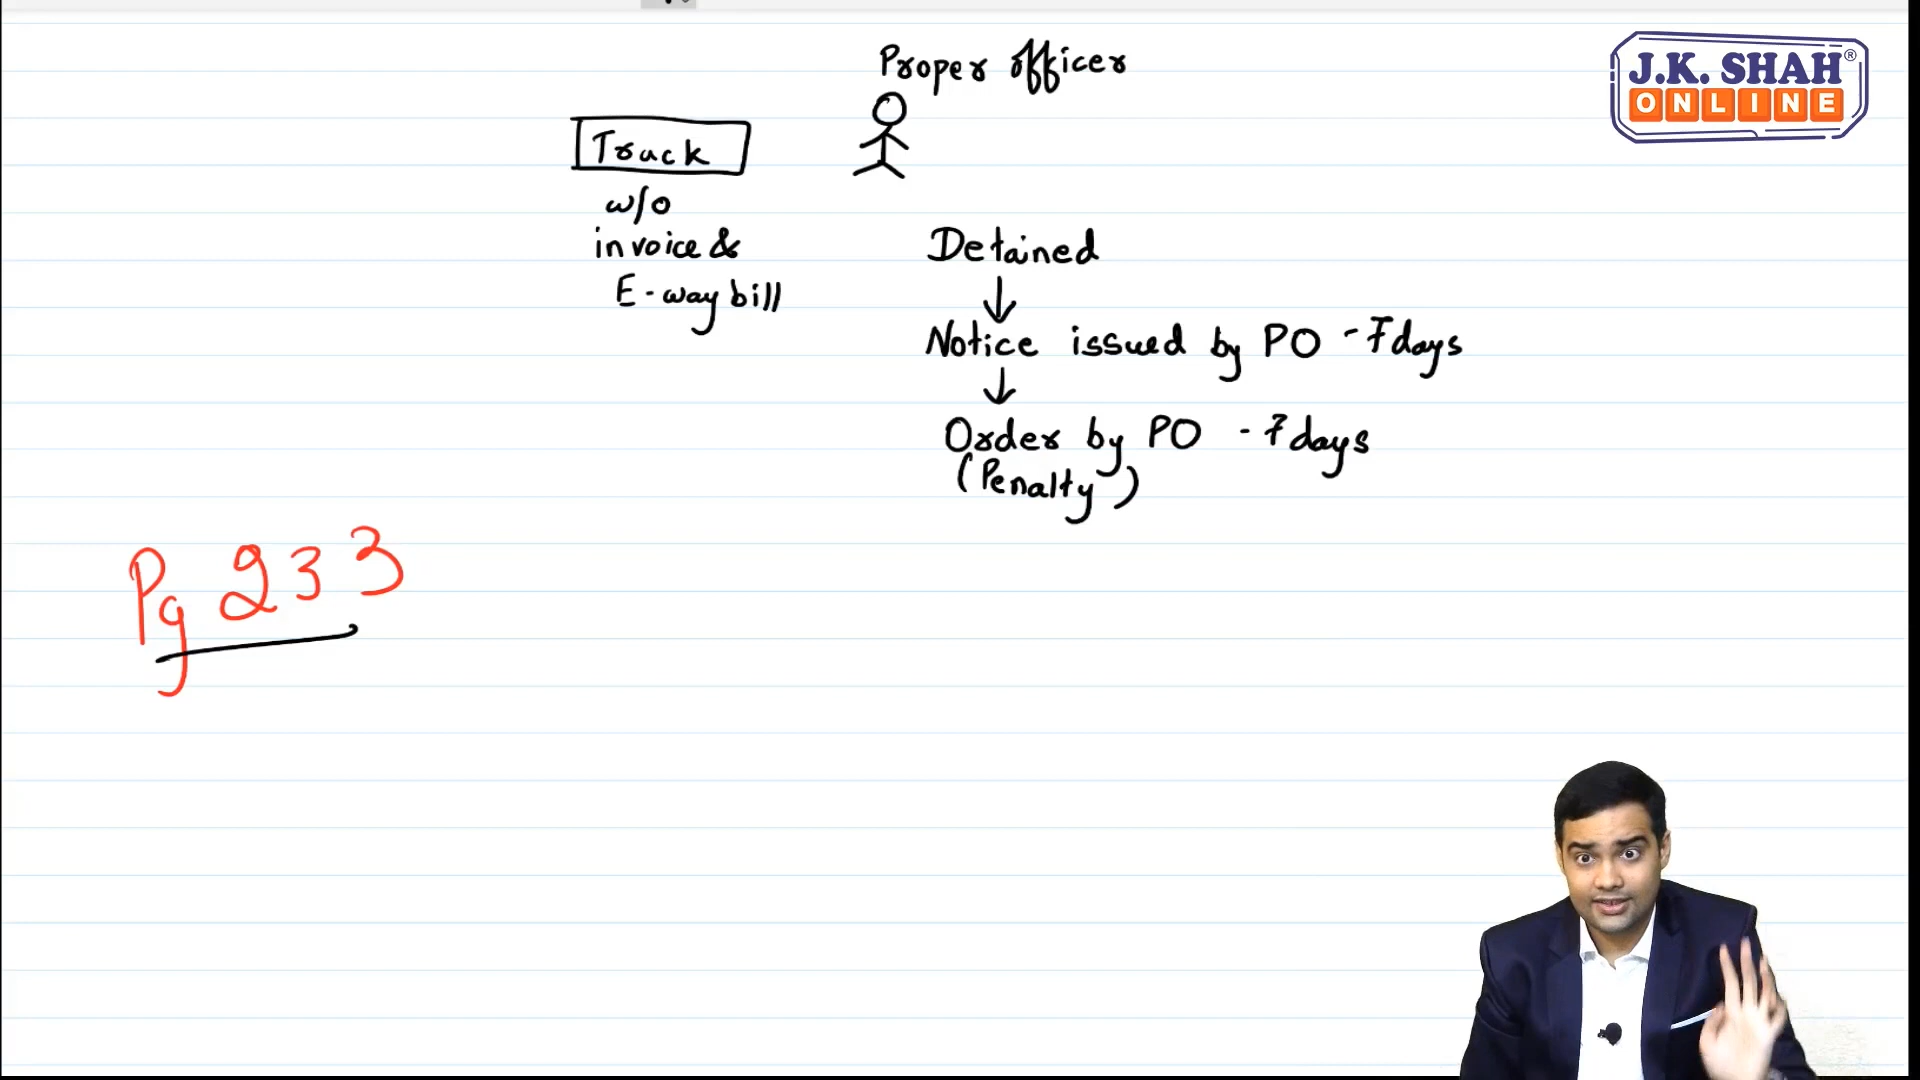 Proper officer
J.K. SHAH®
ONLINE
Truck
w/o
invoice &
E-way bill
Detained
Notice issued by PO - 7 days
Order by PO - 7 days
(Penalty)
Pg 233